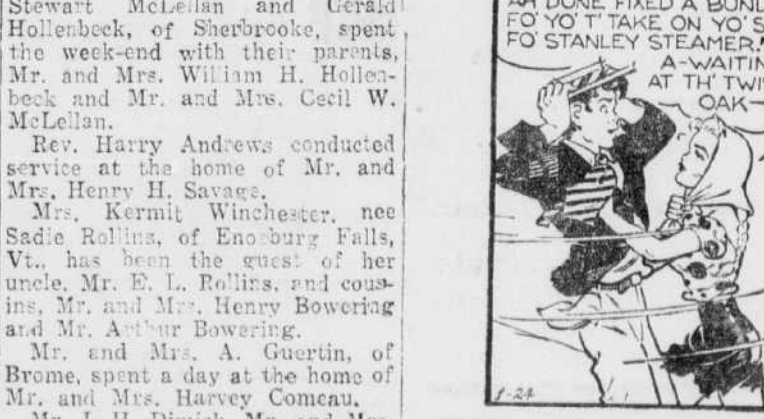 Stewart McLellan and Gerald
Hollenbeck, of Sherbrooke, spent
the week-end with their parents,
Mr. and Mrs. William H. Hollen-
beck and Mr. and Mrs. Cecil W.
McLellan.
Rev. Harry Andrews conducted
service at the home of Mr. and
Mrs. Henry H. Savage.
Mrs. Kermit Winchester, nee
Sadie Rollins, of Enosburg Falls,
Vt., has been the guest of her
uncle, Mr. E. L. Rollins, and cous-
ins, Mr. and Mrs. Henry Bowering
and Mr. Arthur Bowering.
Mr. and Mrs. A. Guertin, of
Brome, spent a day at the home of
Mr. and Mrs. Harvey Comeau.
AH DONE FIXED A BOND
FO' YO' T' TAKE ON YO' S
FO' STANLEY STEAMER.
A-WAITIN
AT TH' TWI
OAK—
1-24